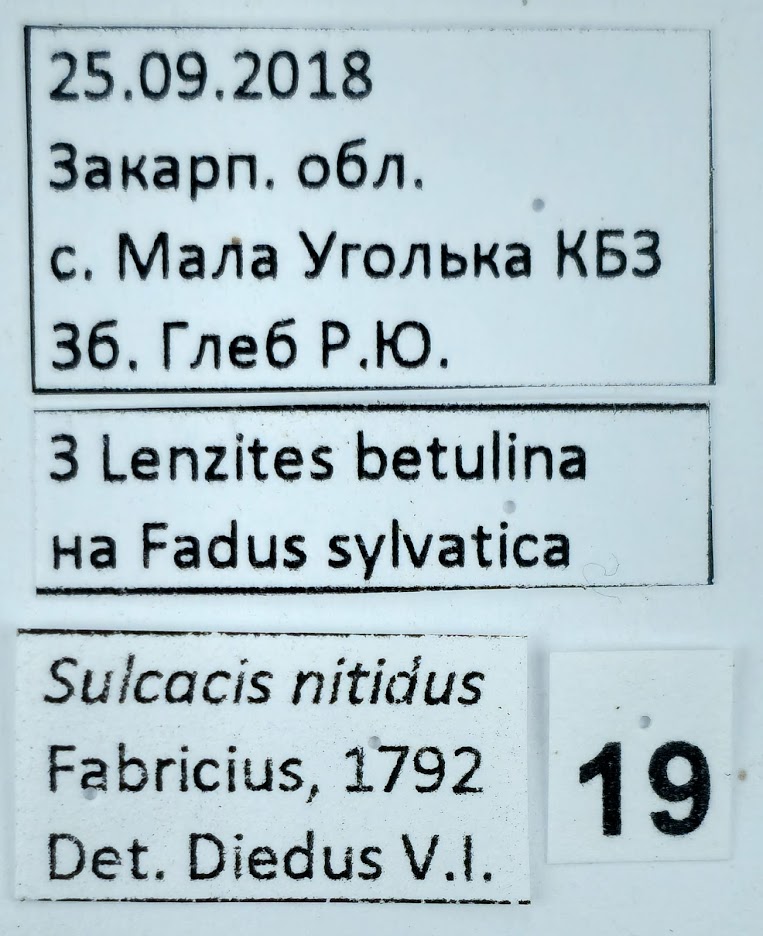 25.09.2018
Закарп. обл.
с. Мала Уголька КБЗ
Зб. Глеб Р.Ю.
З Lenzites betulina
на Fadus sylvatica
Sulcacis nitidus
Fabricius, 1792
Det. Diedus V.I.
19